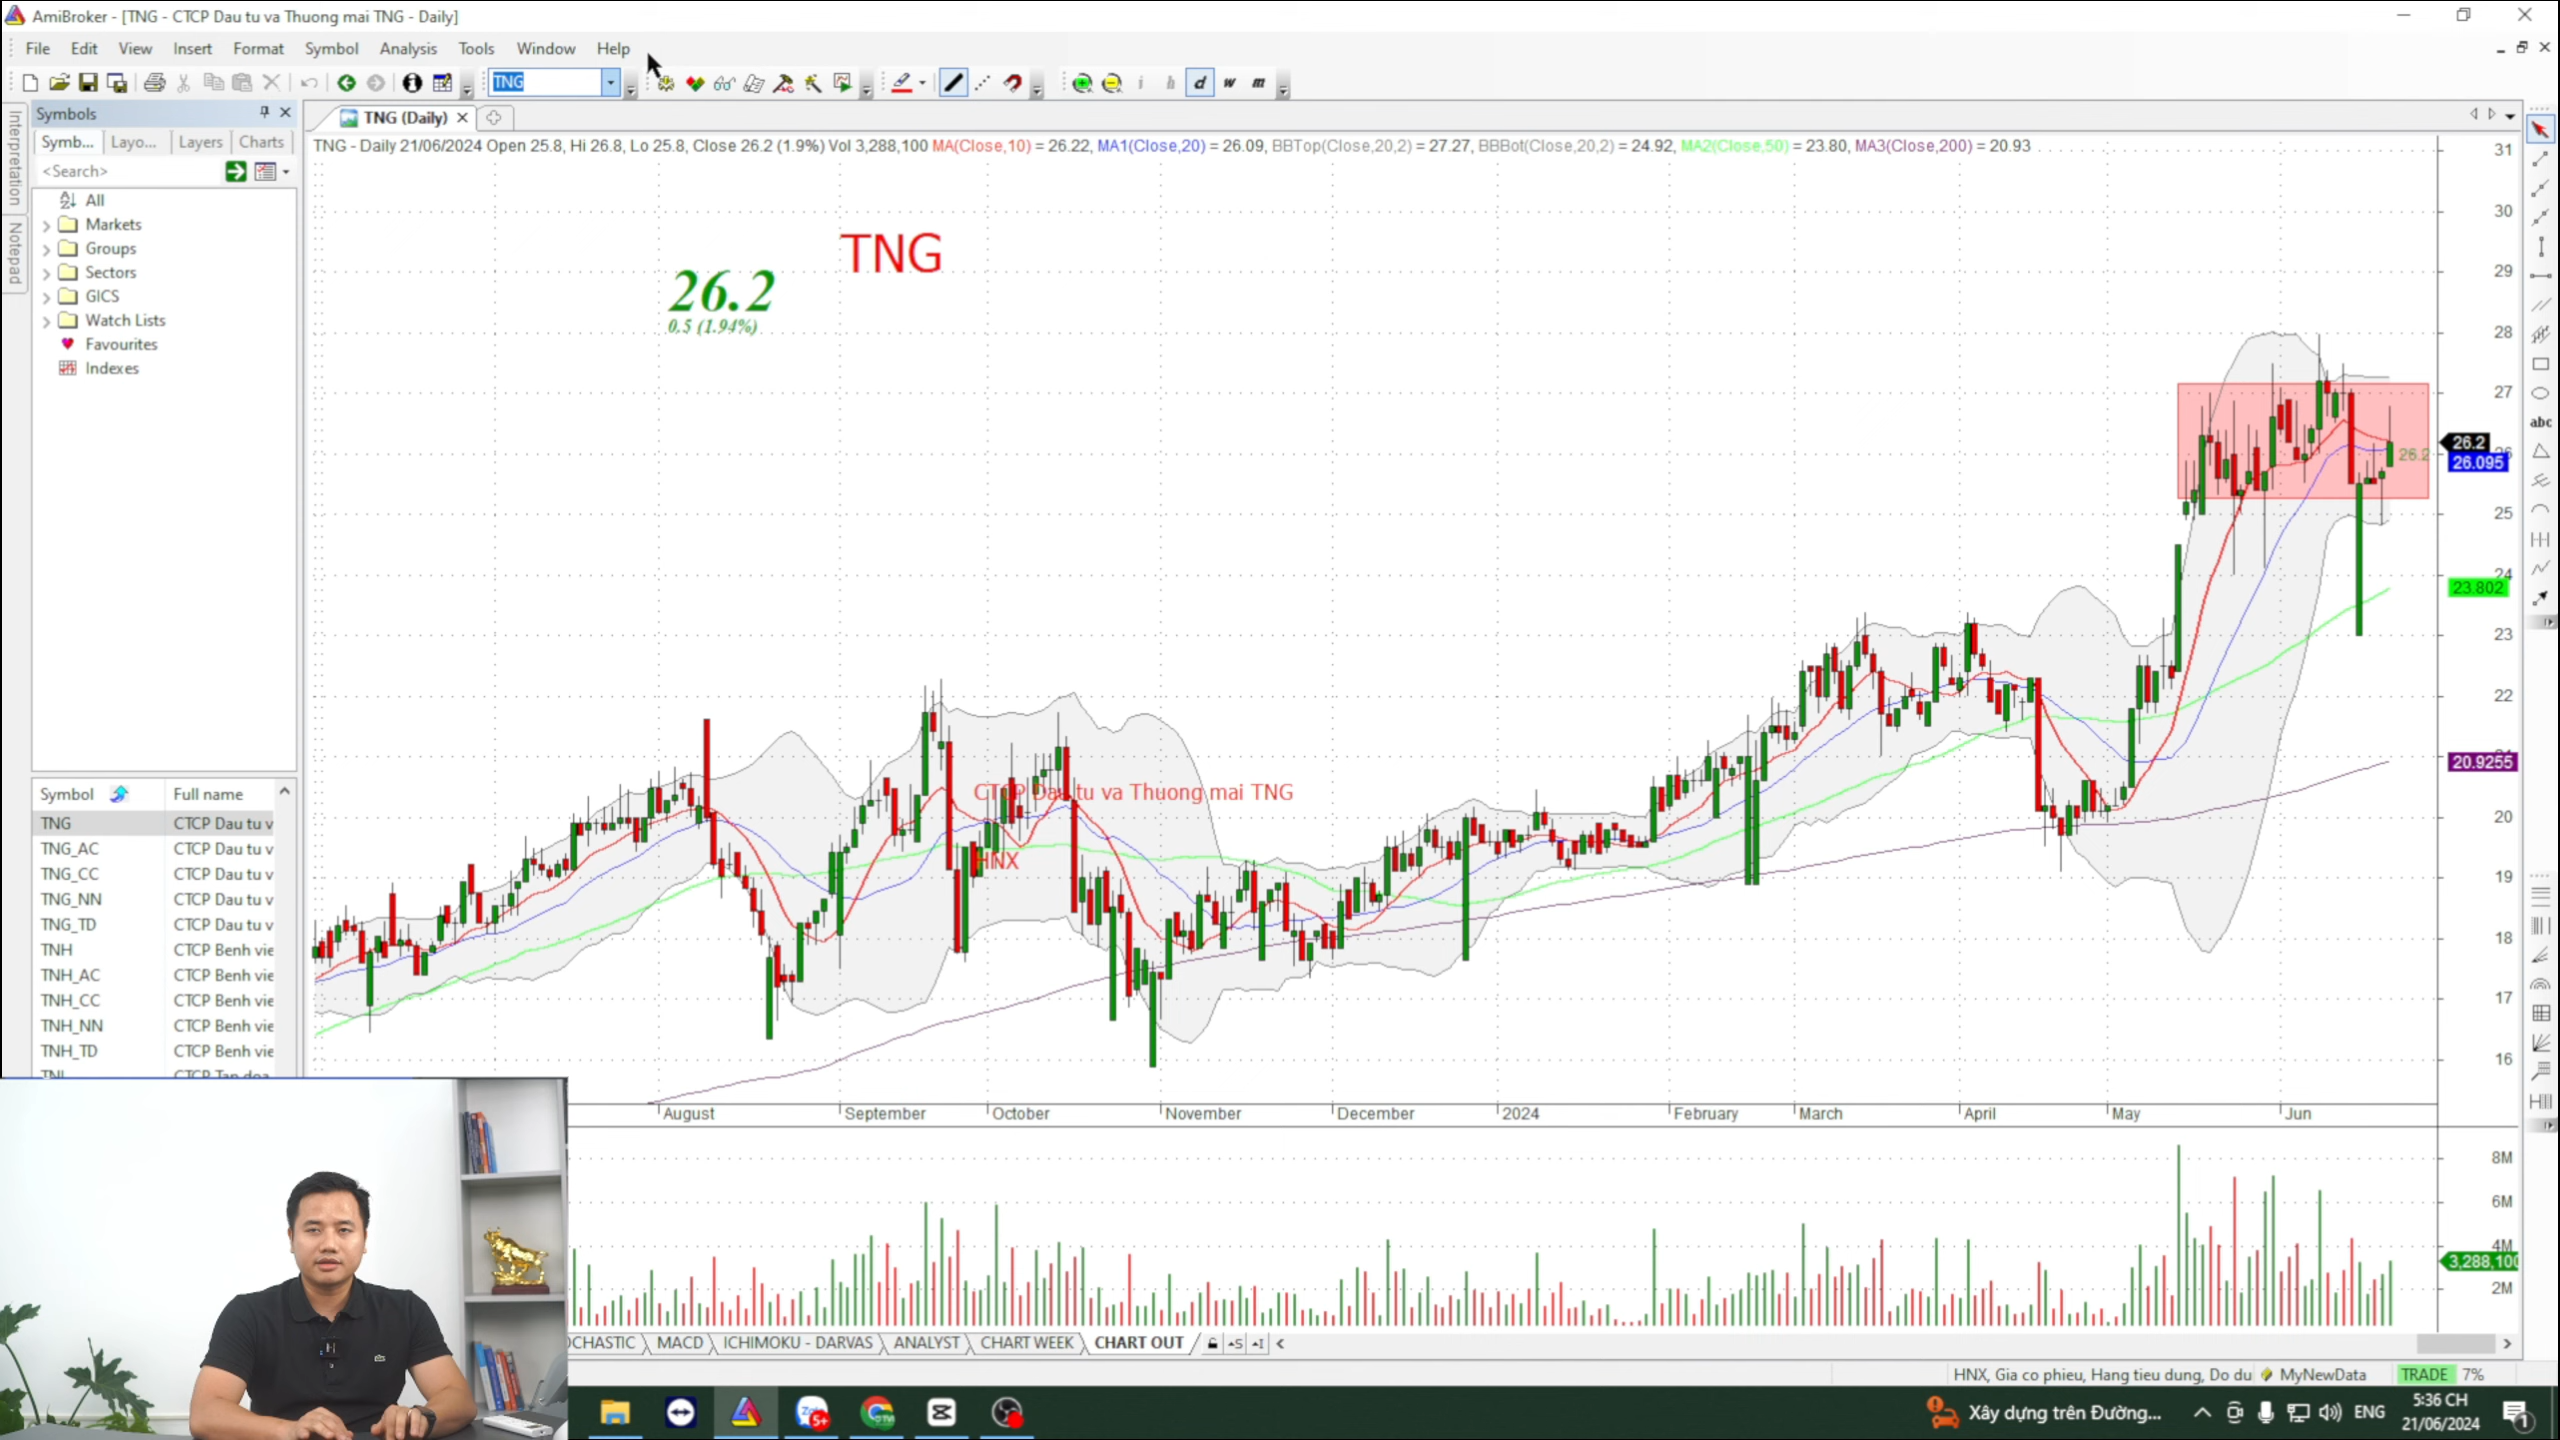 AmiBroker - [TNG - CTCP Dau tu va Thuong mai TNG - Daily]
File Edit View Insert Format Symbol Analysis Tools Window Help
TNG
i h d w m
Symbols
TNG (Daily)
Symb... Layo... Layers Charts
TNG - Daily 21/06/2024 Open 25.8, Hi 26.8, Lo 25.8, Close 26.2 (1.9%) Vol 3,288,100 MA(Close,10) = 26.22, MA1(Close,20) = 26.09, BBTop(Close,20,2) = 27.27, BBBot(Close,20,2) = 24.92, MA2(Close,50) = 23.80, MA3(Close,200) = 20.93
Interpretation
Notepad
<Search>
All
Markets
Groups
Sectors
GICS
Watch Lists
Favourites
Indexes
TNG
26.2
0.5 (1.94%)
31
30
29
28
27
26.2
26.2
26.095
25
24
23.802
23
22
20.9255
20
19
18
17
16
abc
CTCP Dau tu va Thuong mai TNG
HNX
Symbol Full name
TNG CTCP Dau tu v
TNG_AC CTCP Dau tu v
TNG_CC CTCP Dau tu v
TNG_NN CTCP Dau tu v
TNG_TD CTCP Dau tu v
TNH CTCP Benh vie
TNH_AC CTCP Benh vie
TNH_CC CTCP Benh vie
TNH_NN CTCP Benh vie
TNH_TD CTCP Benh vie
August September October November December 2024 February March April May Jun
8M
6M
4M
3,288,100
2M
OCHASTIC MACD ICHIMOKU - DARVAS ANALYST CHART WEEK CHART OUT
HNX, Gia co phieu, Hang tieu dung, Do du MyNewData TRADE 7%
Zalo 5+
Xây dựng trên Đường... ENG 5:36 CH
21/06/2024
1